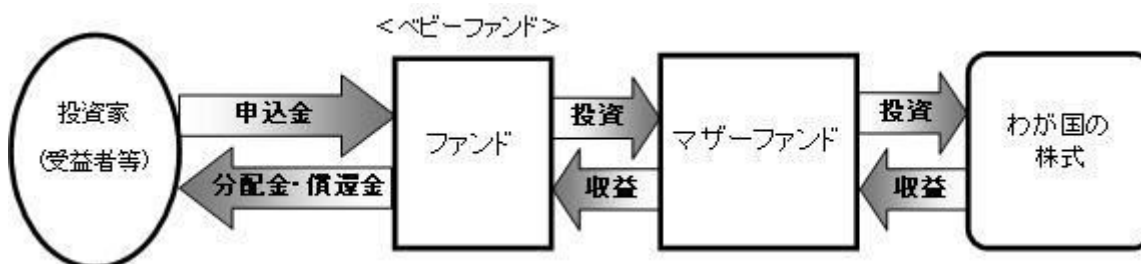 <ベビーファンド>
投資家
(受益者等)
申込金
分配金・償還金
ファンド
投資
収益
マザーファンド
投資
収益
わが国の
株式